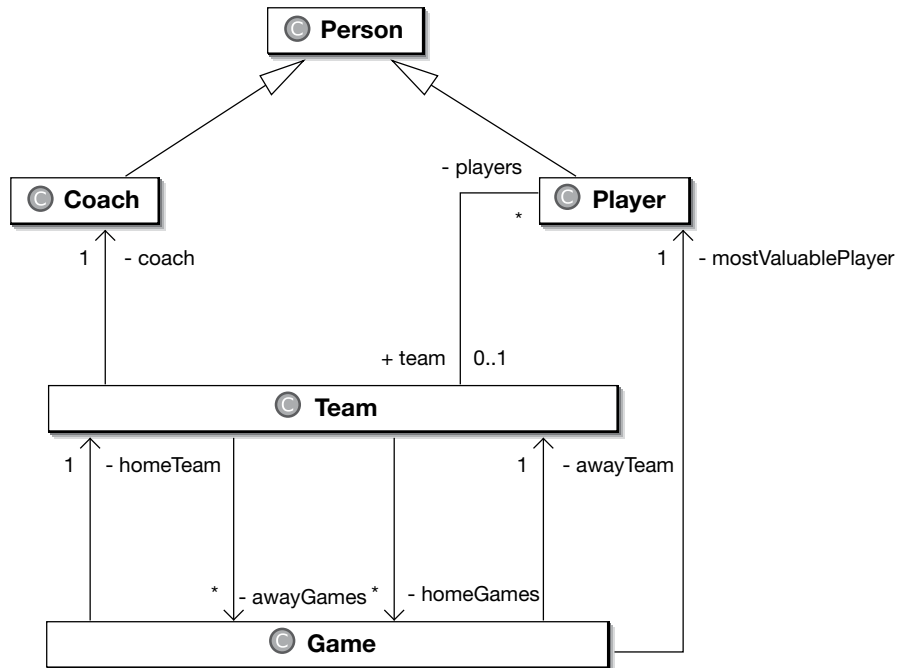 C Person
- players
C Coach
C Player
*
1 - coach
1 - mostValuablePlayer
+ team 0..1
C Team
1 - homeTeam
1 - awayTeam
* - awayGames
* - homeGames
C Game